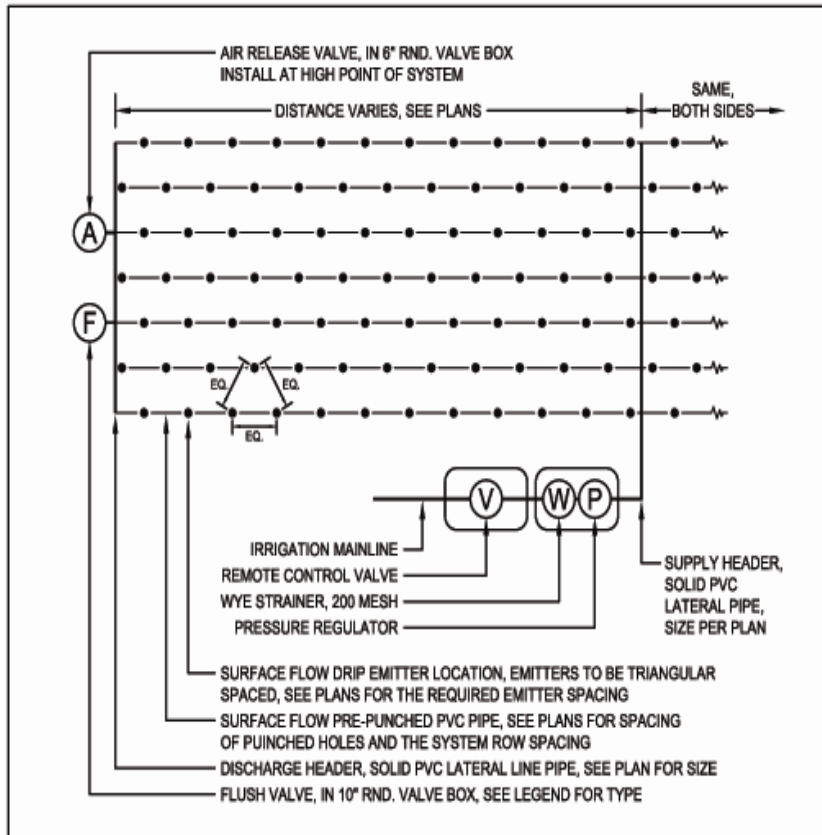 AIR RELEASE VALVE, IN 6" RND. VALVE BOX
INSTALL AT HIGH POINT OF SYSTEM
SAME,
BOTH SIDES
DISTANCE VARIES, SEE PLANS
A
F
EQ.
EQ.
EQ.
V
W
P
IRRIGATION MAINLINE
REMOTE CONTROL VALVE
WYE STRAINER, 200 MESH
PRESSURE REGULATOR
SUPPLY HEADER,
SOLID PVC
LATERAL PIPE,
SIZE PER PLAN
SURFACE FLOW DRIP EMITTER LOCATION, EMITTERS TO BE TRIANGULAR
SPACED, SEE PLANS FOR THE REQUIRED EMITTER SPACING
SURFACE FLOW PRE-PUNCHED PVC PIPE, SEE PLANS FOR SPACING
OF PUINCHED HOLES AND THE SYSTEM ROW SPACING
DISCHARGE HEADER, SOLID PVC LATERAL LINE PIPE, SEE PLAN FOR SIZE
FLUSH VALVE, IN 10" RND. VALVE BOX, SEE LEGEND FOR TYPE